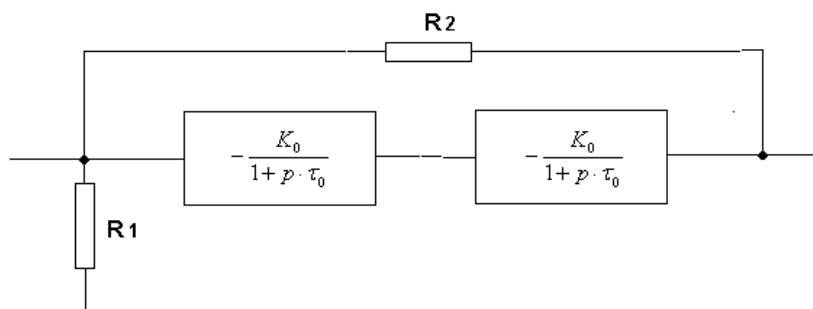 R2
- K₀ / (1 + p · τ₀)
- K₀ / (1 + p · τ₀)
R1